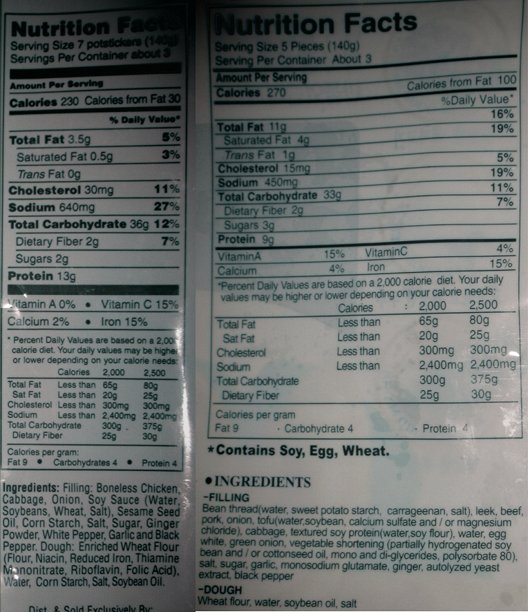 Nutrition Facts
Serving Size 7 potstickers (140g)
Servings Per Container about 3
Amount Per Serving
Calories 230 Calories from Fat 30
% Daily Value*
Total Fat 3.5g 5%
Saturated Fat 0.5g 3%
Trans Fat 0g
Cholesterol 30mg 11%
Sodium 640mg 27%
Total Carbohydrate 36g 12%
Dietary Fiber 2g 7%
Sugars 2g
Protein 13g
Vitamin A 0% • Vitamin C 15%
Calcium 2% • Iron 15%
* Percent Daily Values are based on a 2,00
calorie diet. Your daily values may be higher
or lower depending on your calorie needs:
Calories 2,000 2,500
Total Fat Less than 65g 80g
Sat Fat Less than 20g 25g
Cholesterol Less than 300mg 300mg
Sodium Less than 2,400mg 2,400mg
Total Carbohydrate 300g 375g
Dietary Fiber 25g 30g
Calories per gram:
Fat 9 • Carbohydrates 4 • Protein 4
Ingredients: Filling: Boneless Chicken,
Cabbage, Onion, Soy Sauce (Water,
Soybeans, Wheat, Salt), Sesame Seed
Oil, Corn Starch, Salt, Sugar, Ginger
Powder, White Pepper, Garlic and Black
Pepper. Dough: Enriched Wheat Flour
(Flour, Niacin, Reduced Iron, Thiamine
Mononitrate, Riboflavin, Folic Acid),
Water, Corn Starch, Salt, Soybean Oil.
Dist. & Sold Exclusively By:
Nutrition Facts
Serving Size 5 Pieces (140g)
Serving Per Container About 3
Amount Per Serving
Calories 270 Calories from Fat 100
%Daily Value*
Total Fat 11g 16%
Saturated Fat 4g 19%
Trans Fat 1g
Cholesterol 15mg 5%
Sodium 450mg 19%
Total Carbohydrate 33g 11%
Dietary Fiber 2g 7%
Sugars 3g
Protein 9g
VitaminA 15% VitaminC 4%
Calcium 4% Iron 15%
*Percent Daily Values are based on a 2,000 calorie diet. Your daily
values may be higher or lower depending on your calorie needs:
Calories : 2,000 2,500
Total Fat Less than 65g 80g
Sat Fat Less than 20g 25g
Cholesterol Less than 300mg 300mg
Sodium Less than 2,400mg 2,400mg
Total Carbohydrate 300g 375g
Dietary Fiber 25g 30g
Calories per gram:
Fat 9 · Carbohydrate 4 · Protein 4
*Contains Soy, Egg, Wheat.
•INGREDIENTS
-FILLING
Bean thread(water, sweet potato starch, carrageenan, salt), leek, beef,
pork, onion, tofu(water,soybean, calcium sulfate and / or magnesium
chloride), cabbage, textured soy protein(water,soy flour), water, egg
white, green onion, vegetable shortening (partially hydrogenated soy
bean and / or cottonseed oil, mono and di-glycerides, polysorbate 80),
salt, sugar, garlic, monosodium glutamate, ginger, autolyzed yeast
extract, black pepper
-DOUGH
Wheat flour, water, soybean oil, salt